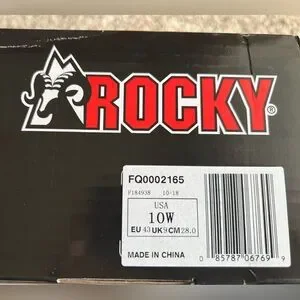 ROCKY®
FQ0002165
F184938 10-18
USA
10W
EU 43 UK 9 CM 28.0
MADE IN CHINA
0 85787 06769 9